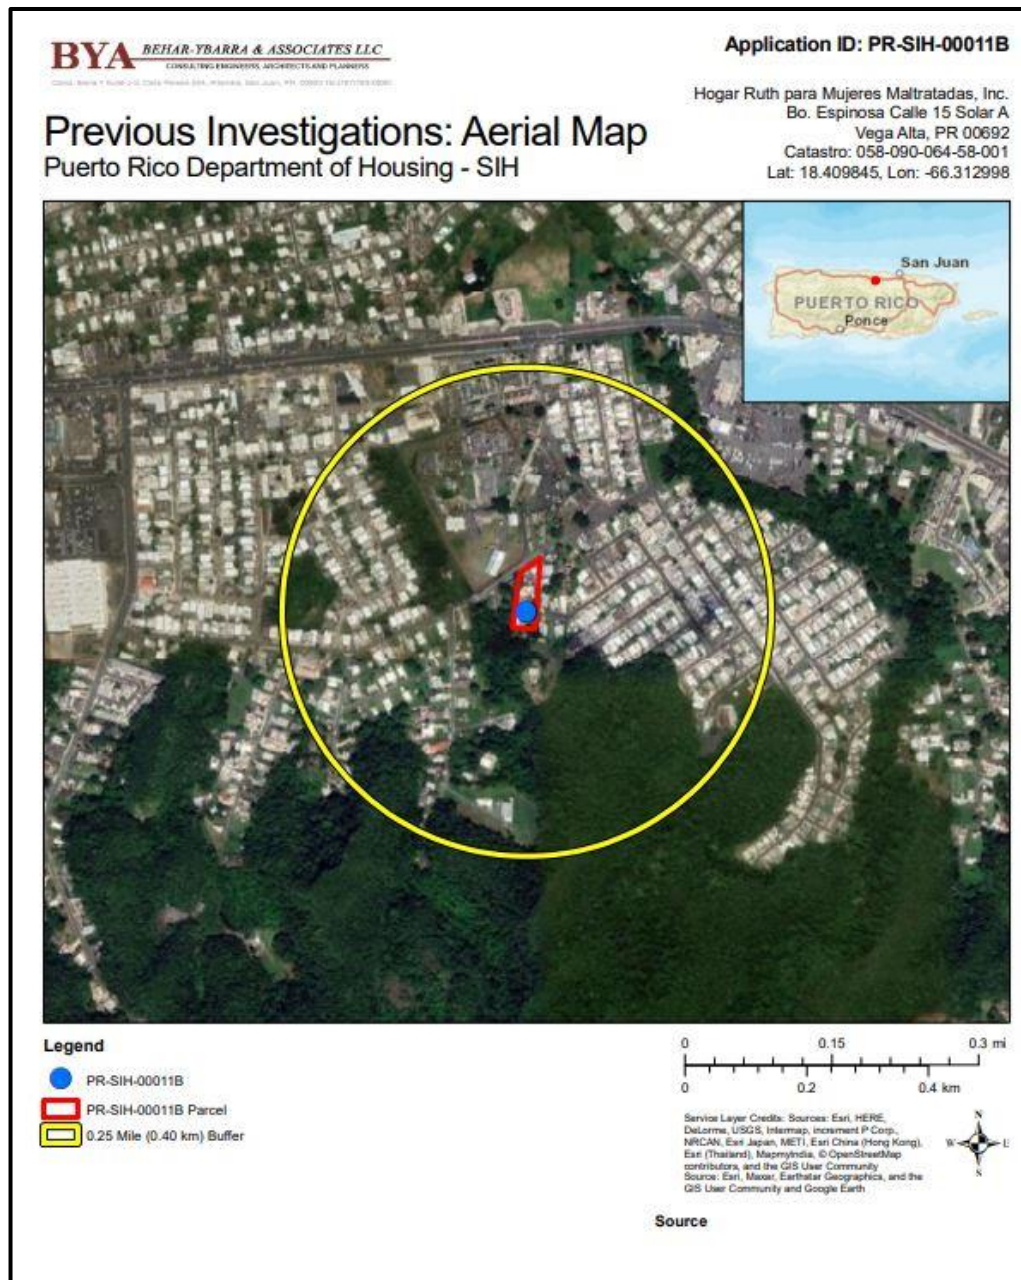 BYA BEHAR-YBARRA & ASSOCIATES LLC
CONSULTING ENGINEERS, ARCHITECTS AND PLANNERS
Application ID: PR-SIH-00011B
Hogar Ruth para Mujeres Maltratadas, Inc.
Bo. Espinosa Calle 15 Solar A
Vega Alta, PR 00692
Catastro: 058-090-064-58-001
Lat: 18.409845, Lon: -66.312998
Previous Investigations: Aerial Map
Puerto Rico Department of Housing - SIH
San Juan
PUERTO RICO
Ponce
Legend
PR-SIH-00011B
PR-SIH-00011B Parcel
0.25 Mile (0.40 km) Buffer
0 0.15 0.3 mi
0 0.2 0.4 km
Service Layer Credits: Sources: Esri, HERE,
DeLorme, USGS, Intermap, increment P Corp.,
NRCAN, Esri Japan, METI, Esri China (Hong Kong),
Esri (Thailand), MapmyIndia, © OpenStreetMap
contributors, and the GIS User Community
Source: Esri, Maxar, Earthstar Geographics, and the
GIS User Community and Google Earth
N
W E
S
Source